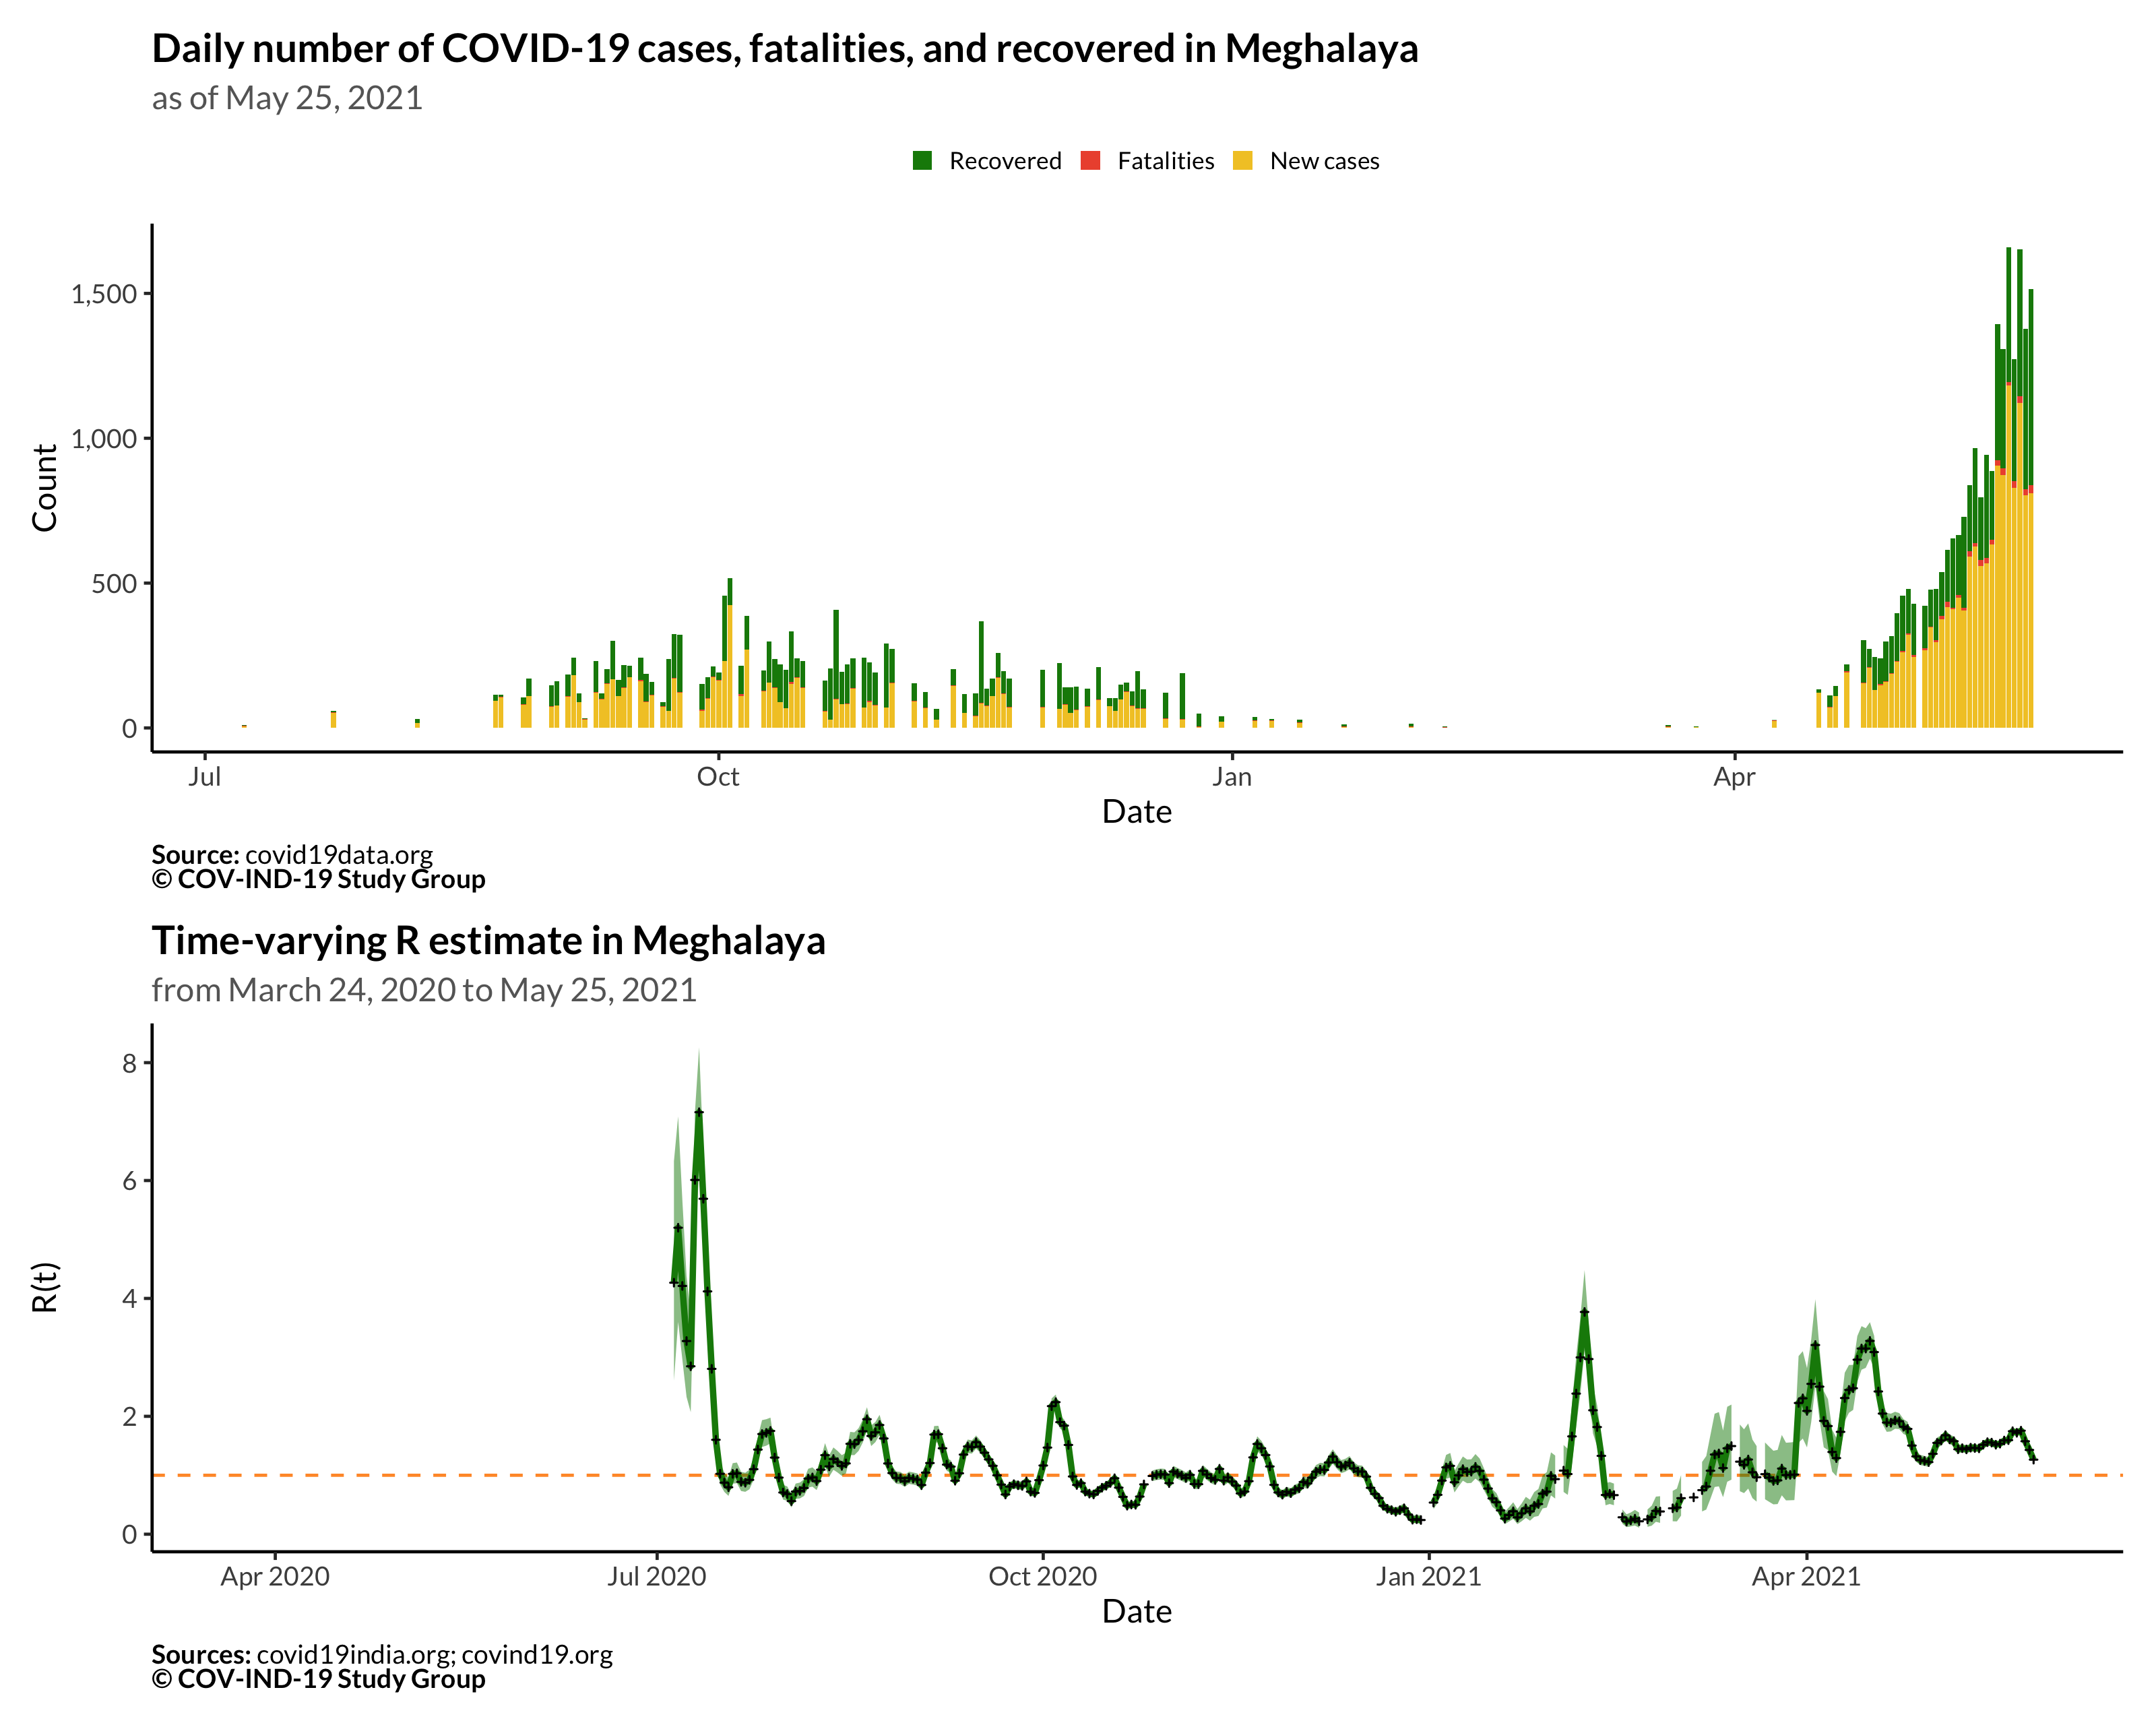 Daily number of COVID-19 cases, fatalities, and recovered in Meghalaya
as of May 25, 2021
Recovered Fatalities New cases
Count
1,500
1,000
500
0
Jul Oct Jan Apr
Date
Source: covid19data.org
© COV-IND-19 Study Group
Time-varying R estimate in Meghalaya
from March 24, 2020 to May 25, 2021
R(t)
8
6
4
2
0
Apr 2020 Jul 2020 Oct 2020 Jan 2021 Apr 2021
Date
Sources: covid19india.org; covind19.org
© COV-IND-19 Study Group